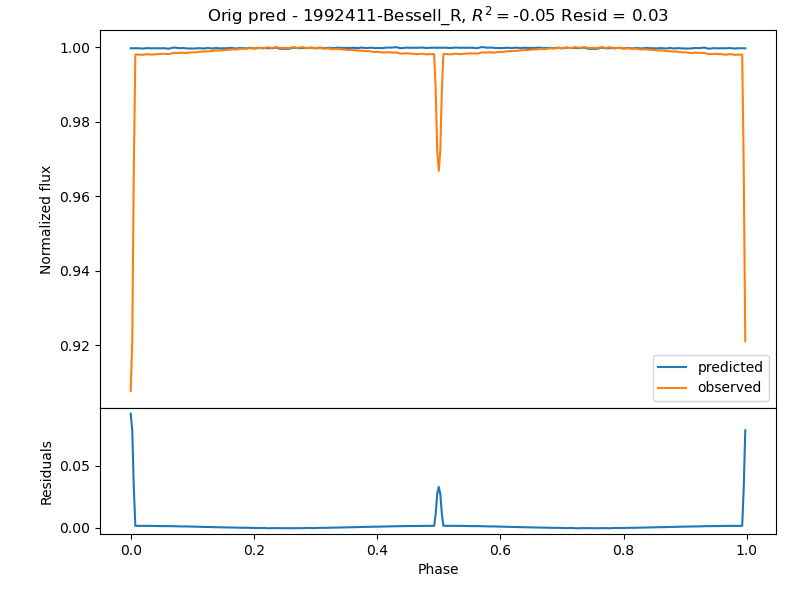 Orig pred - 1992411-Bessell_R, $R^2 = $-0.05 Resid = 0.03
Normalized flux
1.00
0.98
0.96
0.94
0.92
predicted
observed
Residuals
0.05
0.00
0.0 0.2 0.4 0.6 0.8 1.0
Phase